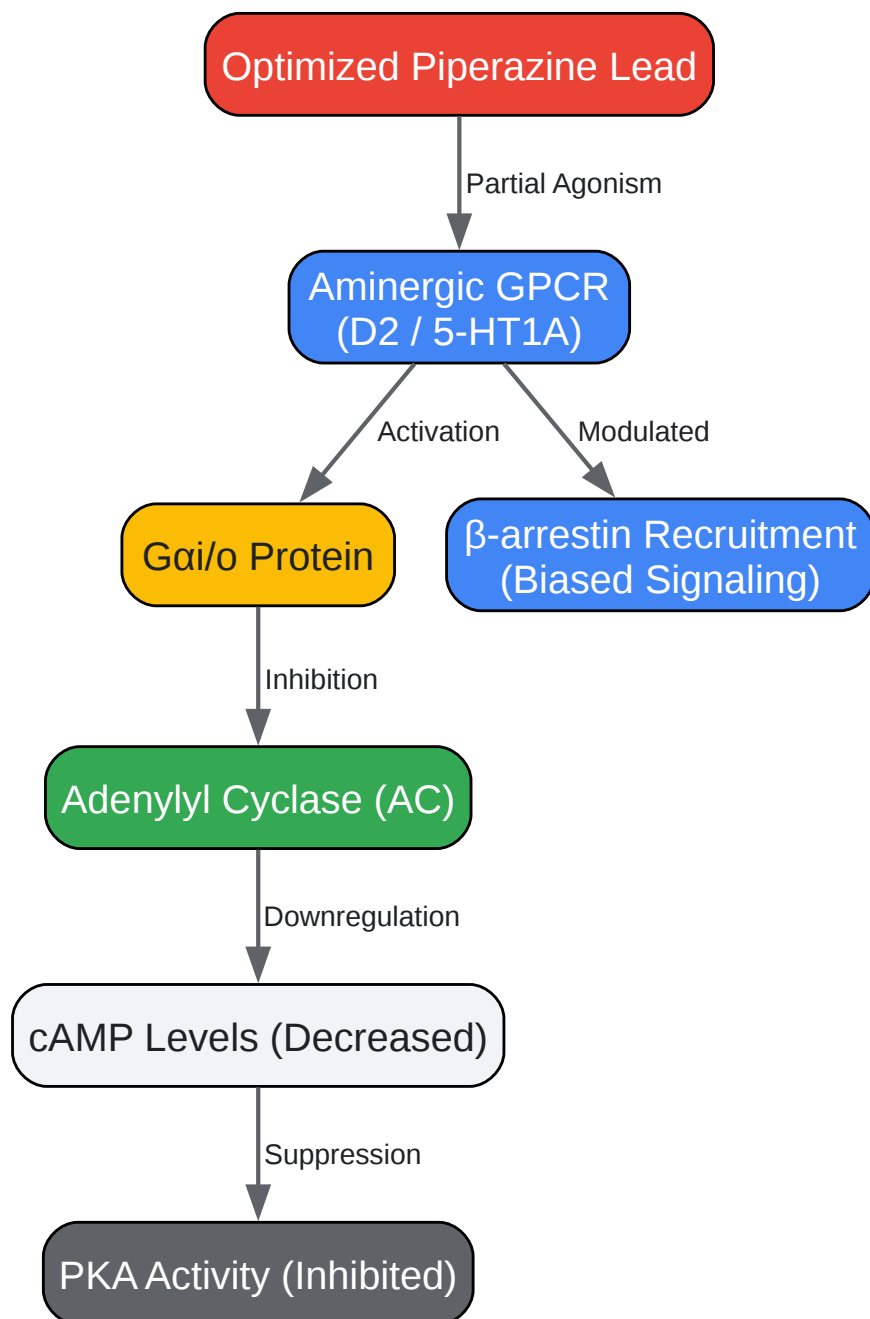 Optimized Piperazine Lead
Partial Agonism
Aminergic GPCR
(D2 / 5-HT1A)
Activation
Modulated
Gαi/o Protein
β-arrestin Recruitment
(Biased Signaling)
Inhibition
Adenylyl Cyclase (AC)
Downregulation
cAMP Levels (Decreased)
Suppression
PKA Activity (Inhibited)